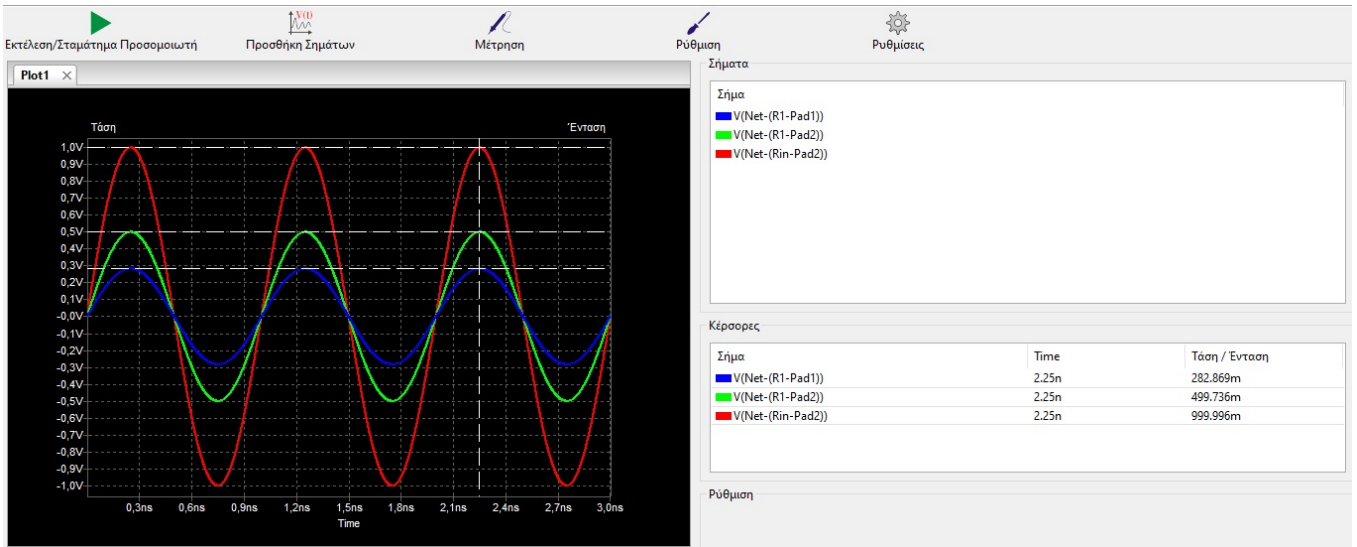 V(t)
Εκτέλεση/Σταμάτημα Προσομοιωτή Προσθήκη Σημάτων Μέτρηση Ρύθμιση Ρυθμίσεις
Plot1 ×
Τάση Ένταση
1,0V
0,9V
0,8V
0,7V
0,6V
0,5V
0,4V
0,3V
0,2V
0,1V
-0,0V
-0,1V
-0,2V
-0,3V
-0,4V
-0,5V
-0,6V
-0,7V
-0,8V
-0,9V
-1,0V
0,3ns 0,6ns 0,9ns 1,2ns 1,5ns 1,8ns 2,1ns 2,4ns 2,7ns 3,0ns
Time
Σήματα
Σήμα
V(Net-(R1-Pad1))
V(Net-(R1-Pad2))
V(Net-(Rin-Pad2))
Κέρσορες
Σήμα Time Τάση / Ένταση
V(Net-(R1-Pad1)) 2.25n 282.869m
V(Net-(R1-Pad2)) 2.25n 499.736m
V(Net-(Rin-Pad2)) 2.25n 999.996m
Ρύθμιση